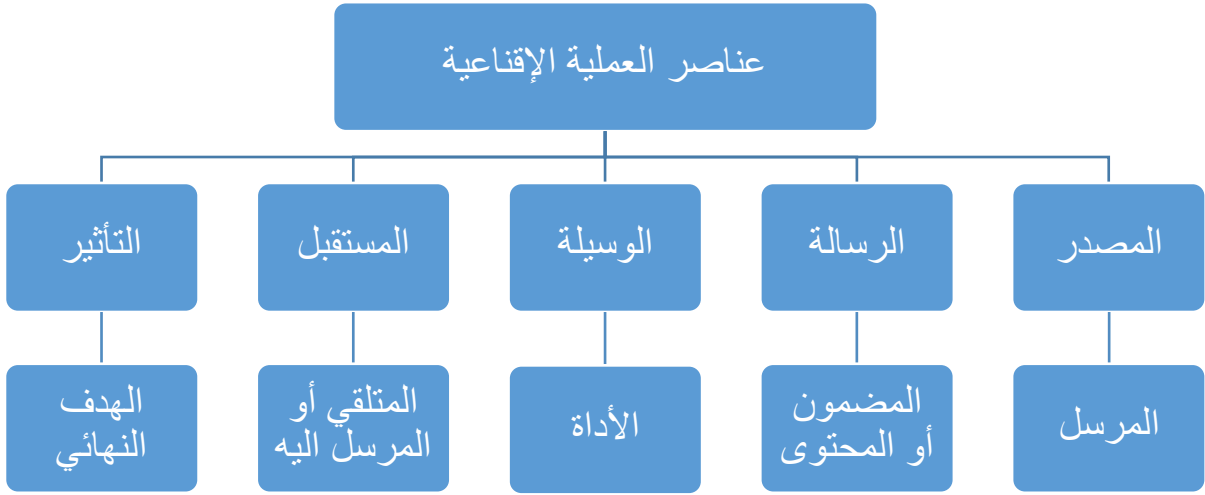 عناصر العملية الإقناعية
المصدر
الرسالة
الوسيلة
المستقبل
التأثير
المرسل
المضمون
أو المحتوى
الأداة
المتلقي أو
المرسل اليه
الهدف
النهائي